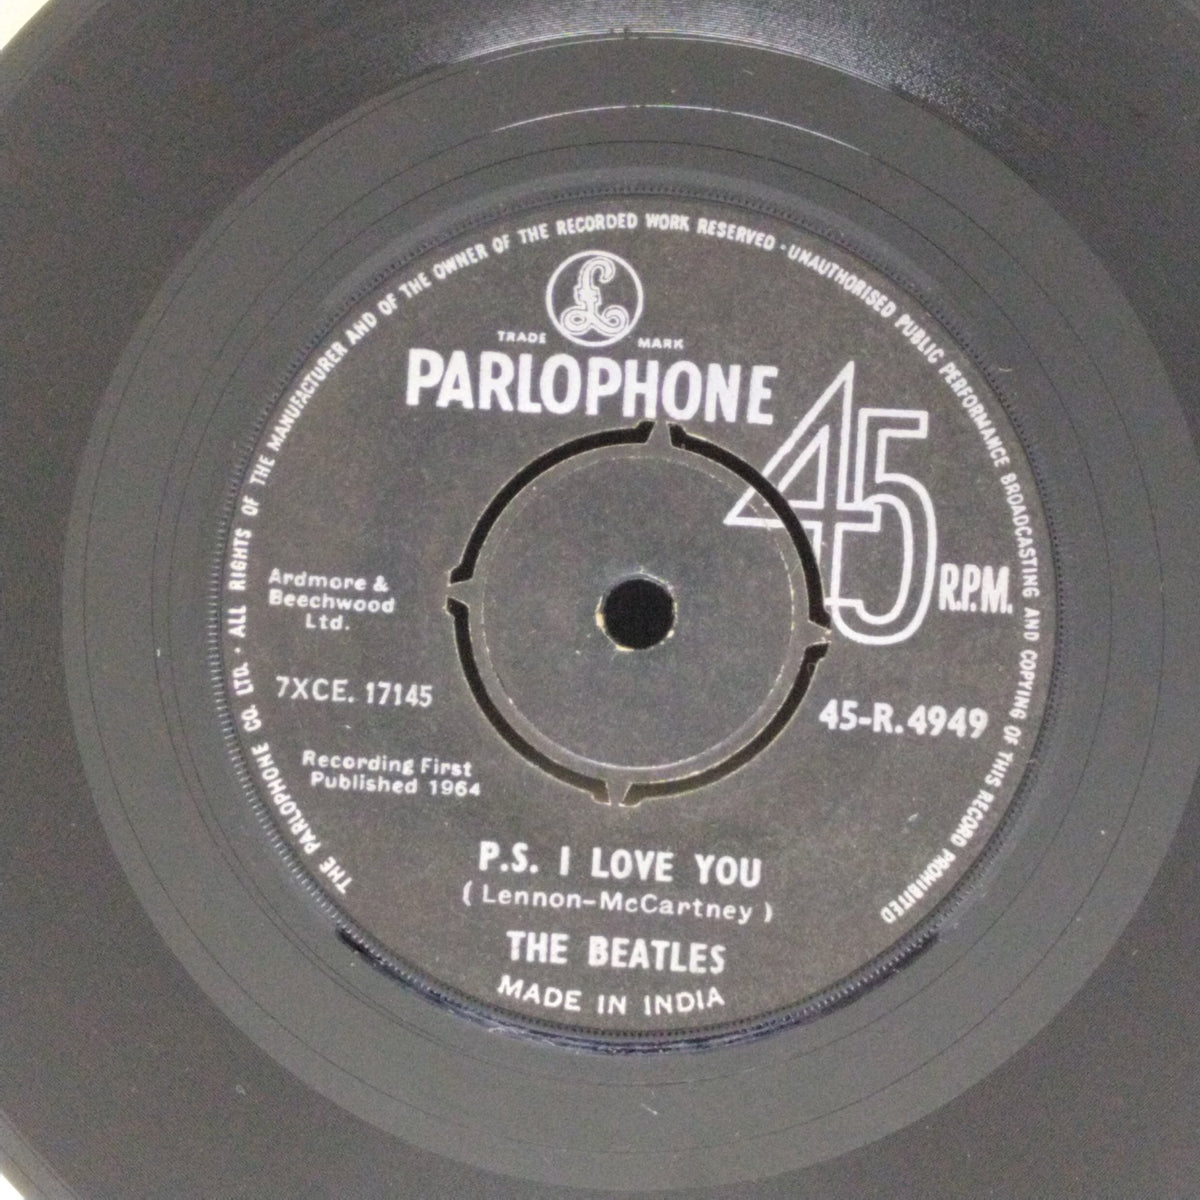 THE PARLOPHONE CO. LTD. · ALL RIGHTS OF THE MANUFACTURER AND OF THE OWNER OF THE RECORDED WORK RESERVED · UNAUTHORISED PUBLIC PERFORMANCE BROADCASTING AND COPYING OF THIS RECORD PROHIBITED
£
TRADE MARK
PARLOPHONE
45
R.P.M.
Ardmore &
Beechwood
Ltd.
7XCE. 17145
45-R.4949
Recording First
Published 1964
P.S. I LOVE YOU
( Lennon-McCartney )
THE BEATLES
MADE IN INDIA